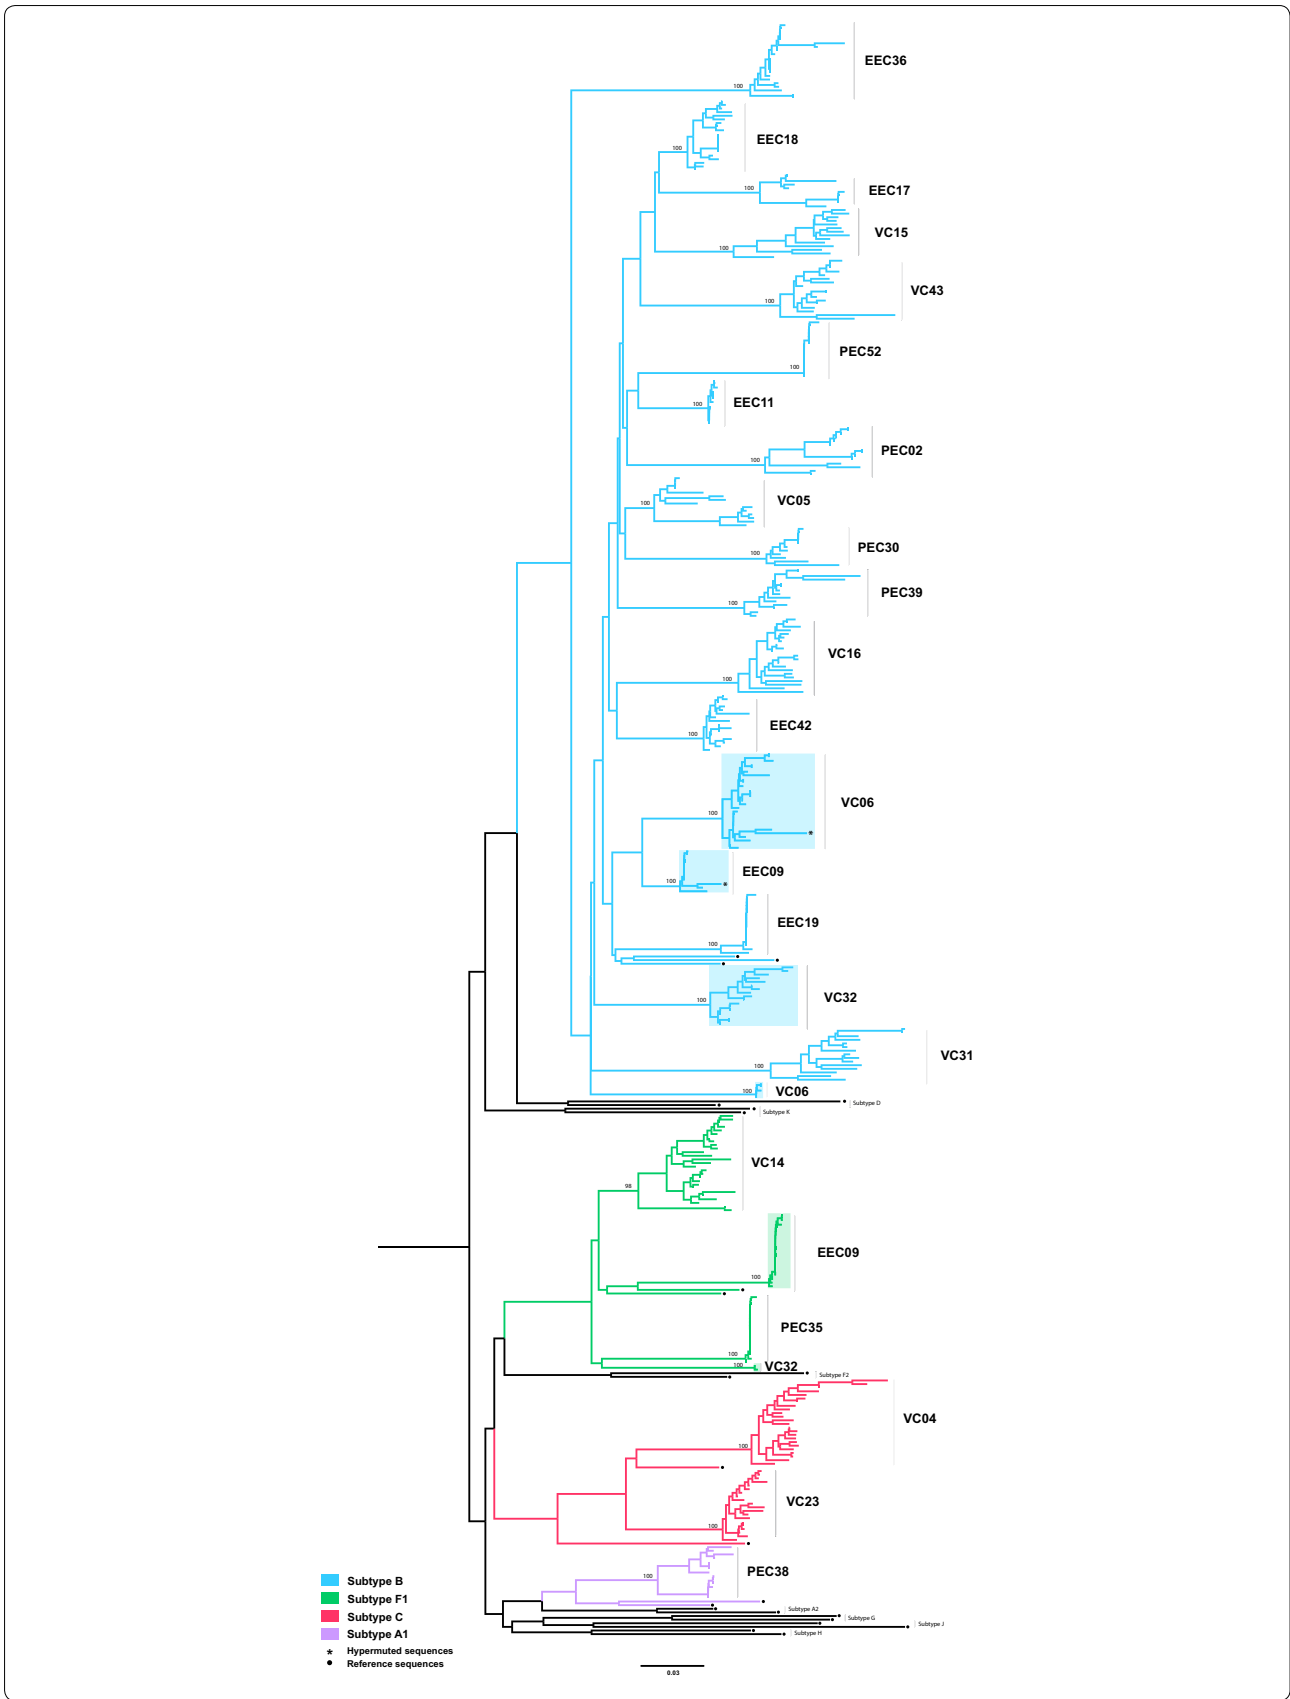 EEC36
100
EEC18
100
EEC17
100
VC15
100
VC43
100
PEC52
100
EEC11
100
PEC02
100
VC05
100
PEC30
100
PEC39
100
VC16
100
EEC42
100
VC06
100
*
EEC09
100
*
EEC19
100
VC32
100
VC31
100
VC06
100
Subtype D
Subtype K
VC14
98
EEC09
100
PEC35
100
VC32
100
Subtype F2
VC04
100
VC23
100
PEC38
100
Subtype A2
Subtype G
Subtype J
Subtype H
Subtype B
Subtype F1
Subtype C
Subtype A1
* Hypermuted sequences
• Reference sequences
0.03